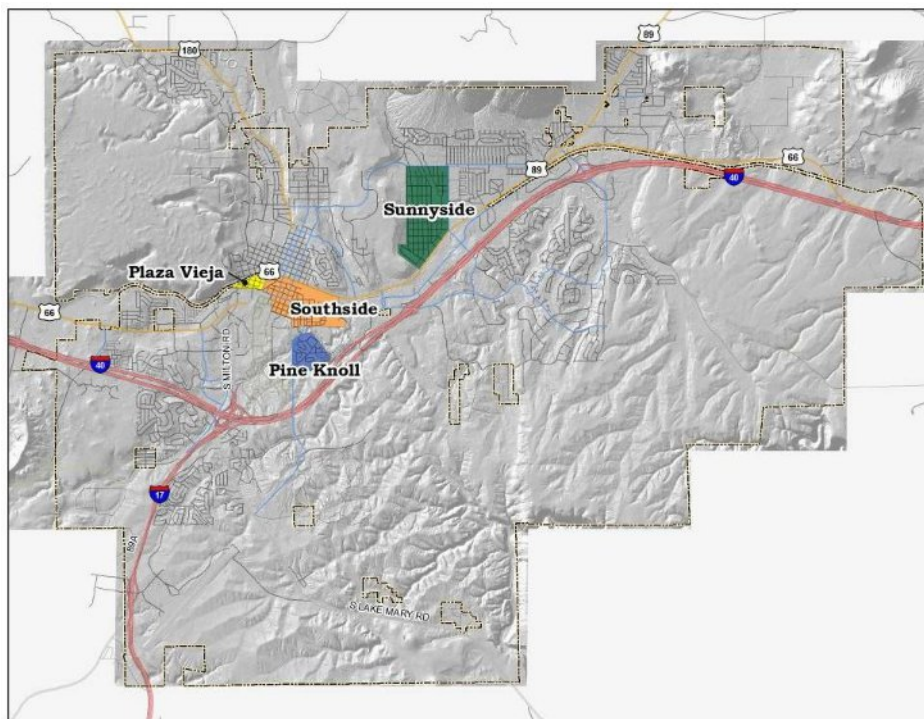 180
89
89
66
40
Sunnyside
Plaza Vieja
66
66
Southside
S MILTON RD
Pine Knoll
40
17
89A
S LAKE MARY RD